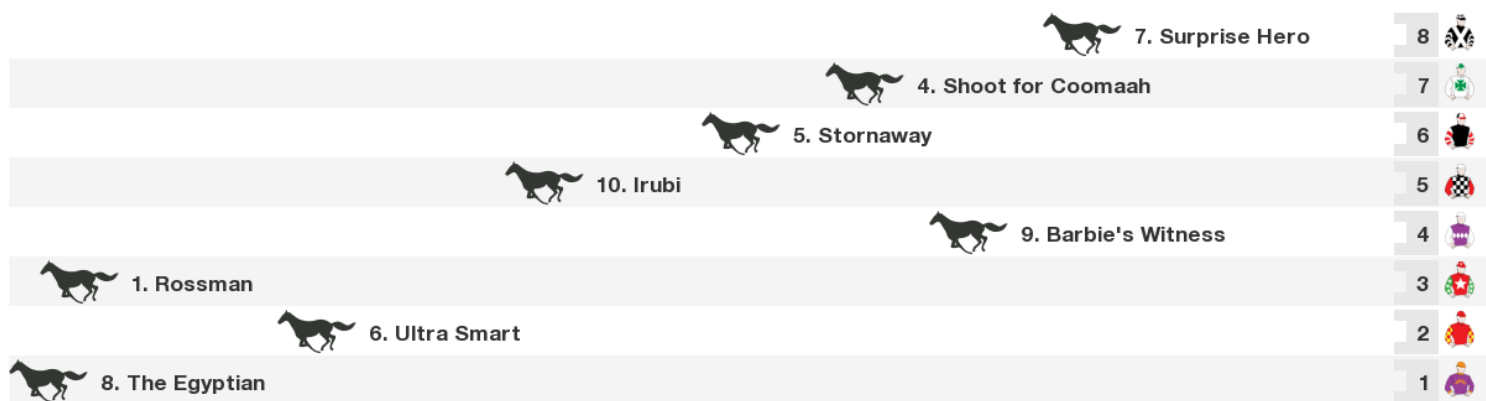 7. Surprise Hero 8
4. Shoot for Coomaah 7
5. Stornaway 6
10. Irubi 5
9. Barbie's Witness 4
1. Rossman 3
6. Ultra Smart 2
8. The Egyptian 1